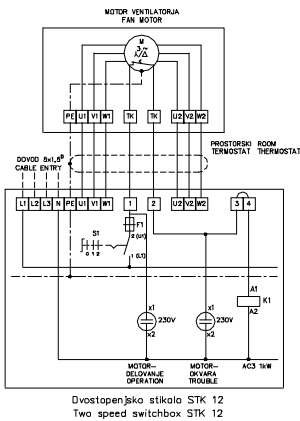 MOTOR VENTILATORJA
FAN MOTOR
M
3~
⅄/Δ
PE U1 V1 W1 TK TK U2 V2 W2
PROSTORSKI ROOM
TERMOSTAT THERMOSTAT
DOVOD 5x1,5
CABLE ENTRY
L1 L2 L3 N PE U1 V1 W1 1 2 U2 V2 W2 3 4
F1
S1
2 (U1)
0 1 2
1 (L1)
A1
K1
A2
x1 x1
230V 230V
x2 x2
MOTOR-
DELOVANJE
OPERATION
MOTOR-
OKVARA
TROUBLE
AC3 1kW
Dvostopenjsko stikalo STK 12
Two speed switchbox STK 12